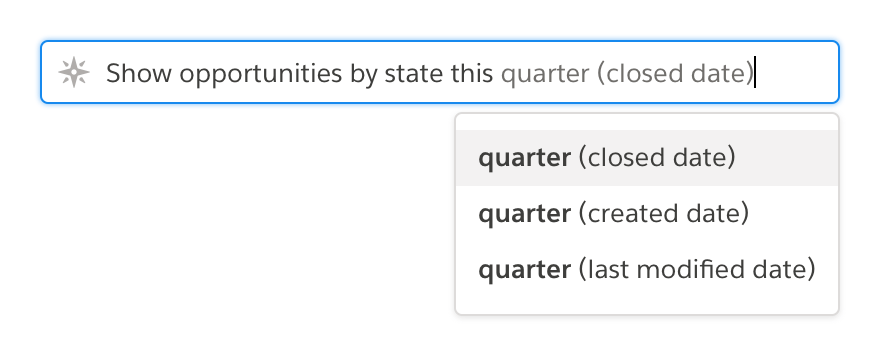 Show opportunities by state this quarter (closed date)
quarter (closed date)
quarter (created date)
quarter (last modified date)